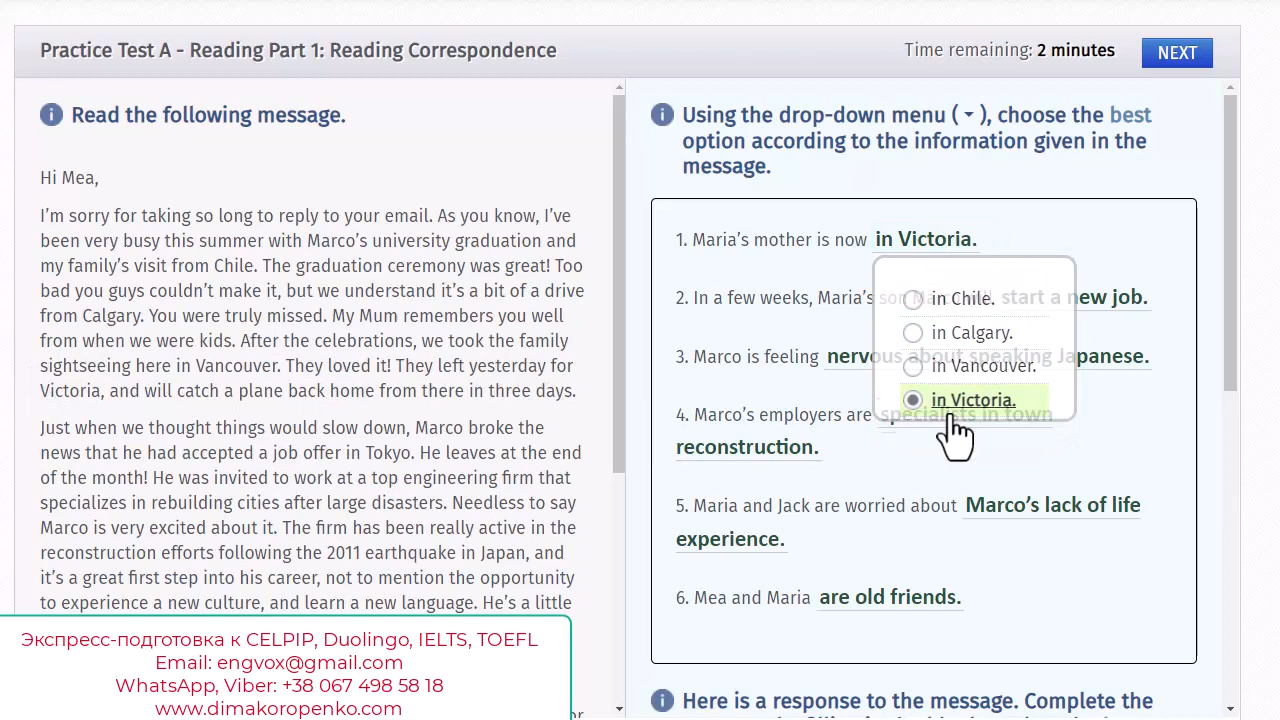 Practice Test A - Reading Part 1: Reading Correspondence
Time remaining: 2 minutes
NEXT
Read the following message.
Hi Mea,
I’m sorry for taking so long to reply to your email. As you know, I’ve
been very busy this summer with Marco’s university graduation and
my family’s visit from Chile. The graduation ceremony was great! Too
bad you guys couldn’t make it, but we understand it’s a bit of a drive
from Calgary. You were truly missed. My Mum remembers you well
from when we were kids. After the celebrations, we took the family
sightseeing here in Vancouver. They loved it! They left yesterday for
Victoria, and will catch a plane back home from there in three days.
Just when we thought things would slow down, Marco broke the
news that he had accepted a job offer in Tokyo. He leaves at the end
of the month! He was invited to work at a top engineering firm that
specializes in rebuilding cities after large disasters. Needless to say
Marco is very excited about it. The firm has been really active in the
reconstruction efforts following the 2011 earthquake in Japan, and
it’s a great first step into his career, not to mention the opportunity
to experience a new culture, and learn a new language. He’s a little
Экспресс-подготовка к CELPIP, Duolingo, IELTS, TOEFL
Email: engvox@gmail.com
WhatsApp, Viber: +38 067 498 58 18
www.dimakoropenko.com
Using the drop-down menu ( ), choose the best
option according to the information given in the
message.
1. Maria’s mother is now in Victoria.
2. In a few weeks, Maria’s son start a new job.
3. Marco is feeling nervous about speaking Japanese.
4. Marco’s employers are specialists in town
reconstruction.
5. Maria and Jack are worried about Marco’s lack of life
experience.
6. Mea and Maria are old friends.
in Chile.
in Calgary.
in Vancouver.
in Victoria.
Here is a response to the message. Complete the